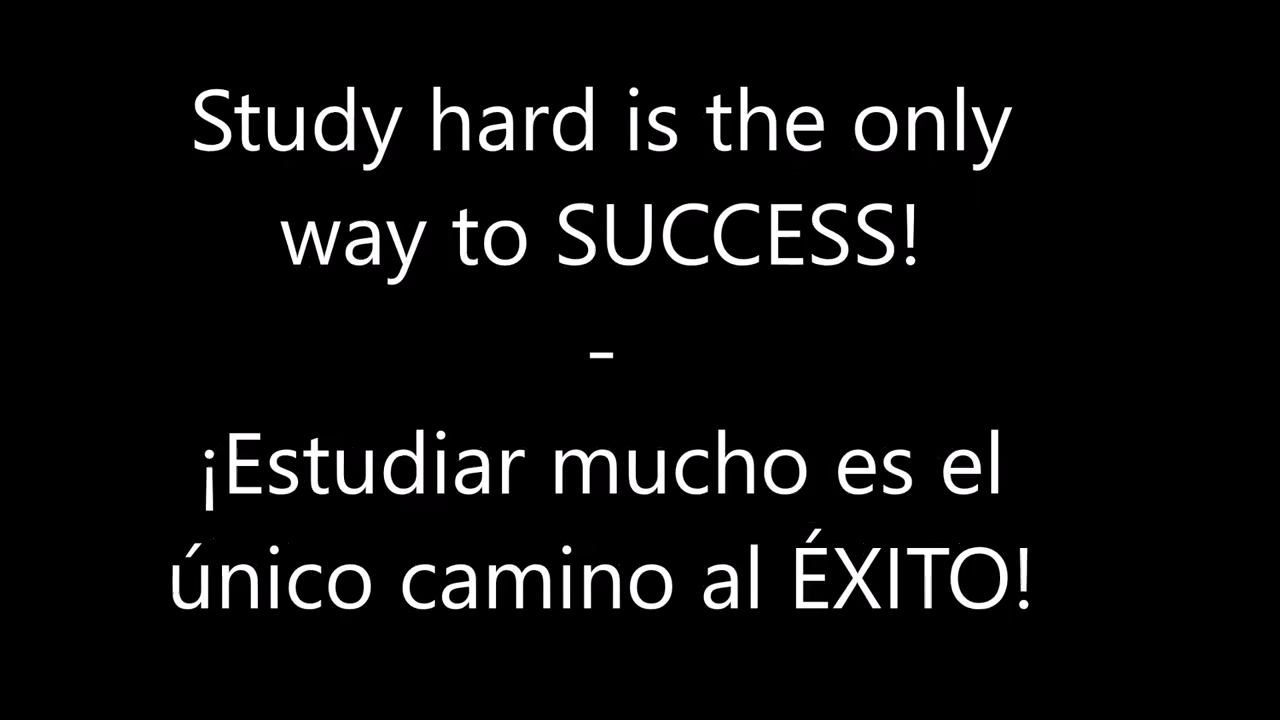 Study hard is the only
way to SUCCESS!
-
¡Estudiar mucho es el
único camino al ÉXITO!